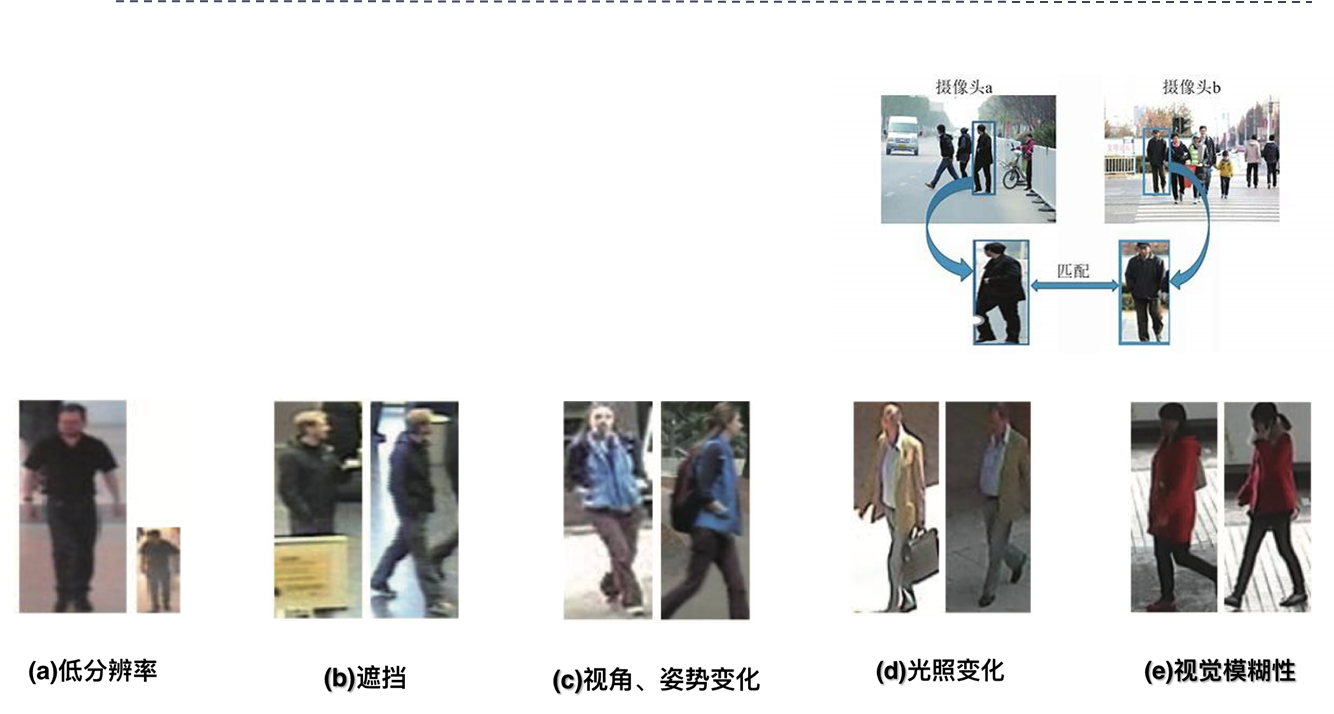 摄像头a
摄像头b
匹配
(a)低分辨率
(b)遮挡
(c)视角、姿势变化
(d)光照变化
(e)视觉模糊性